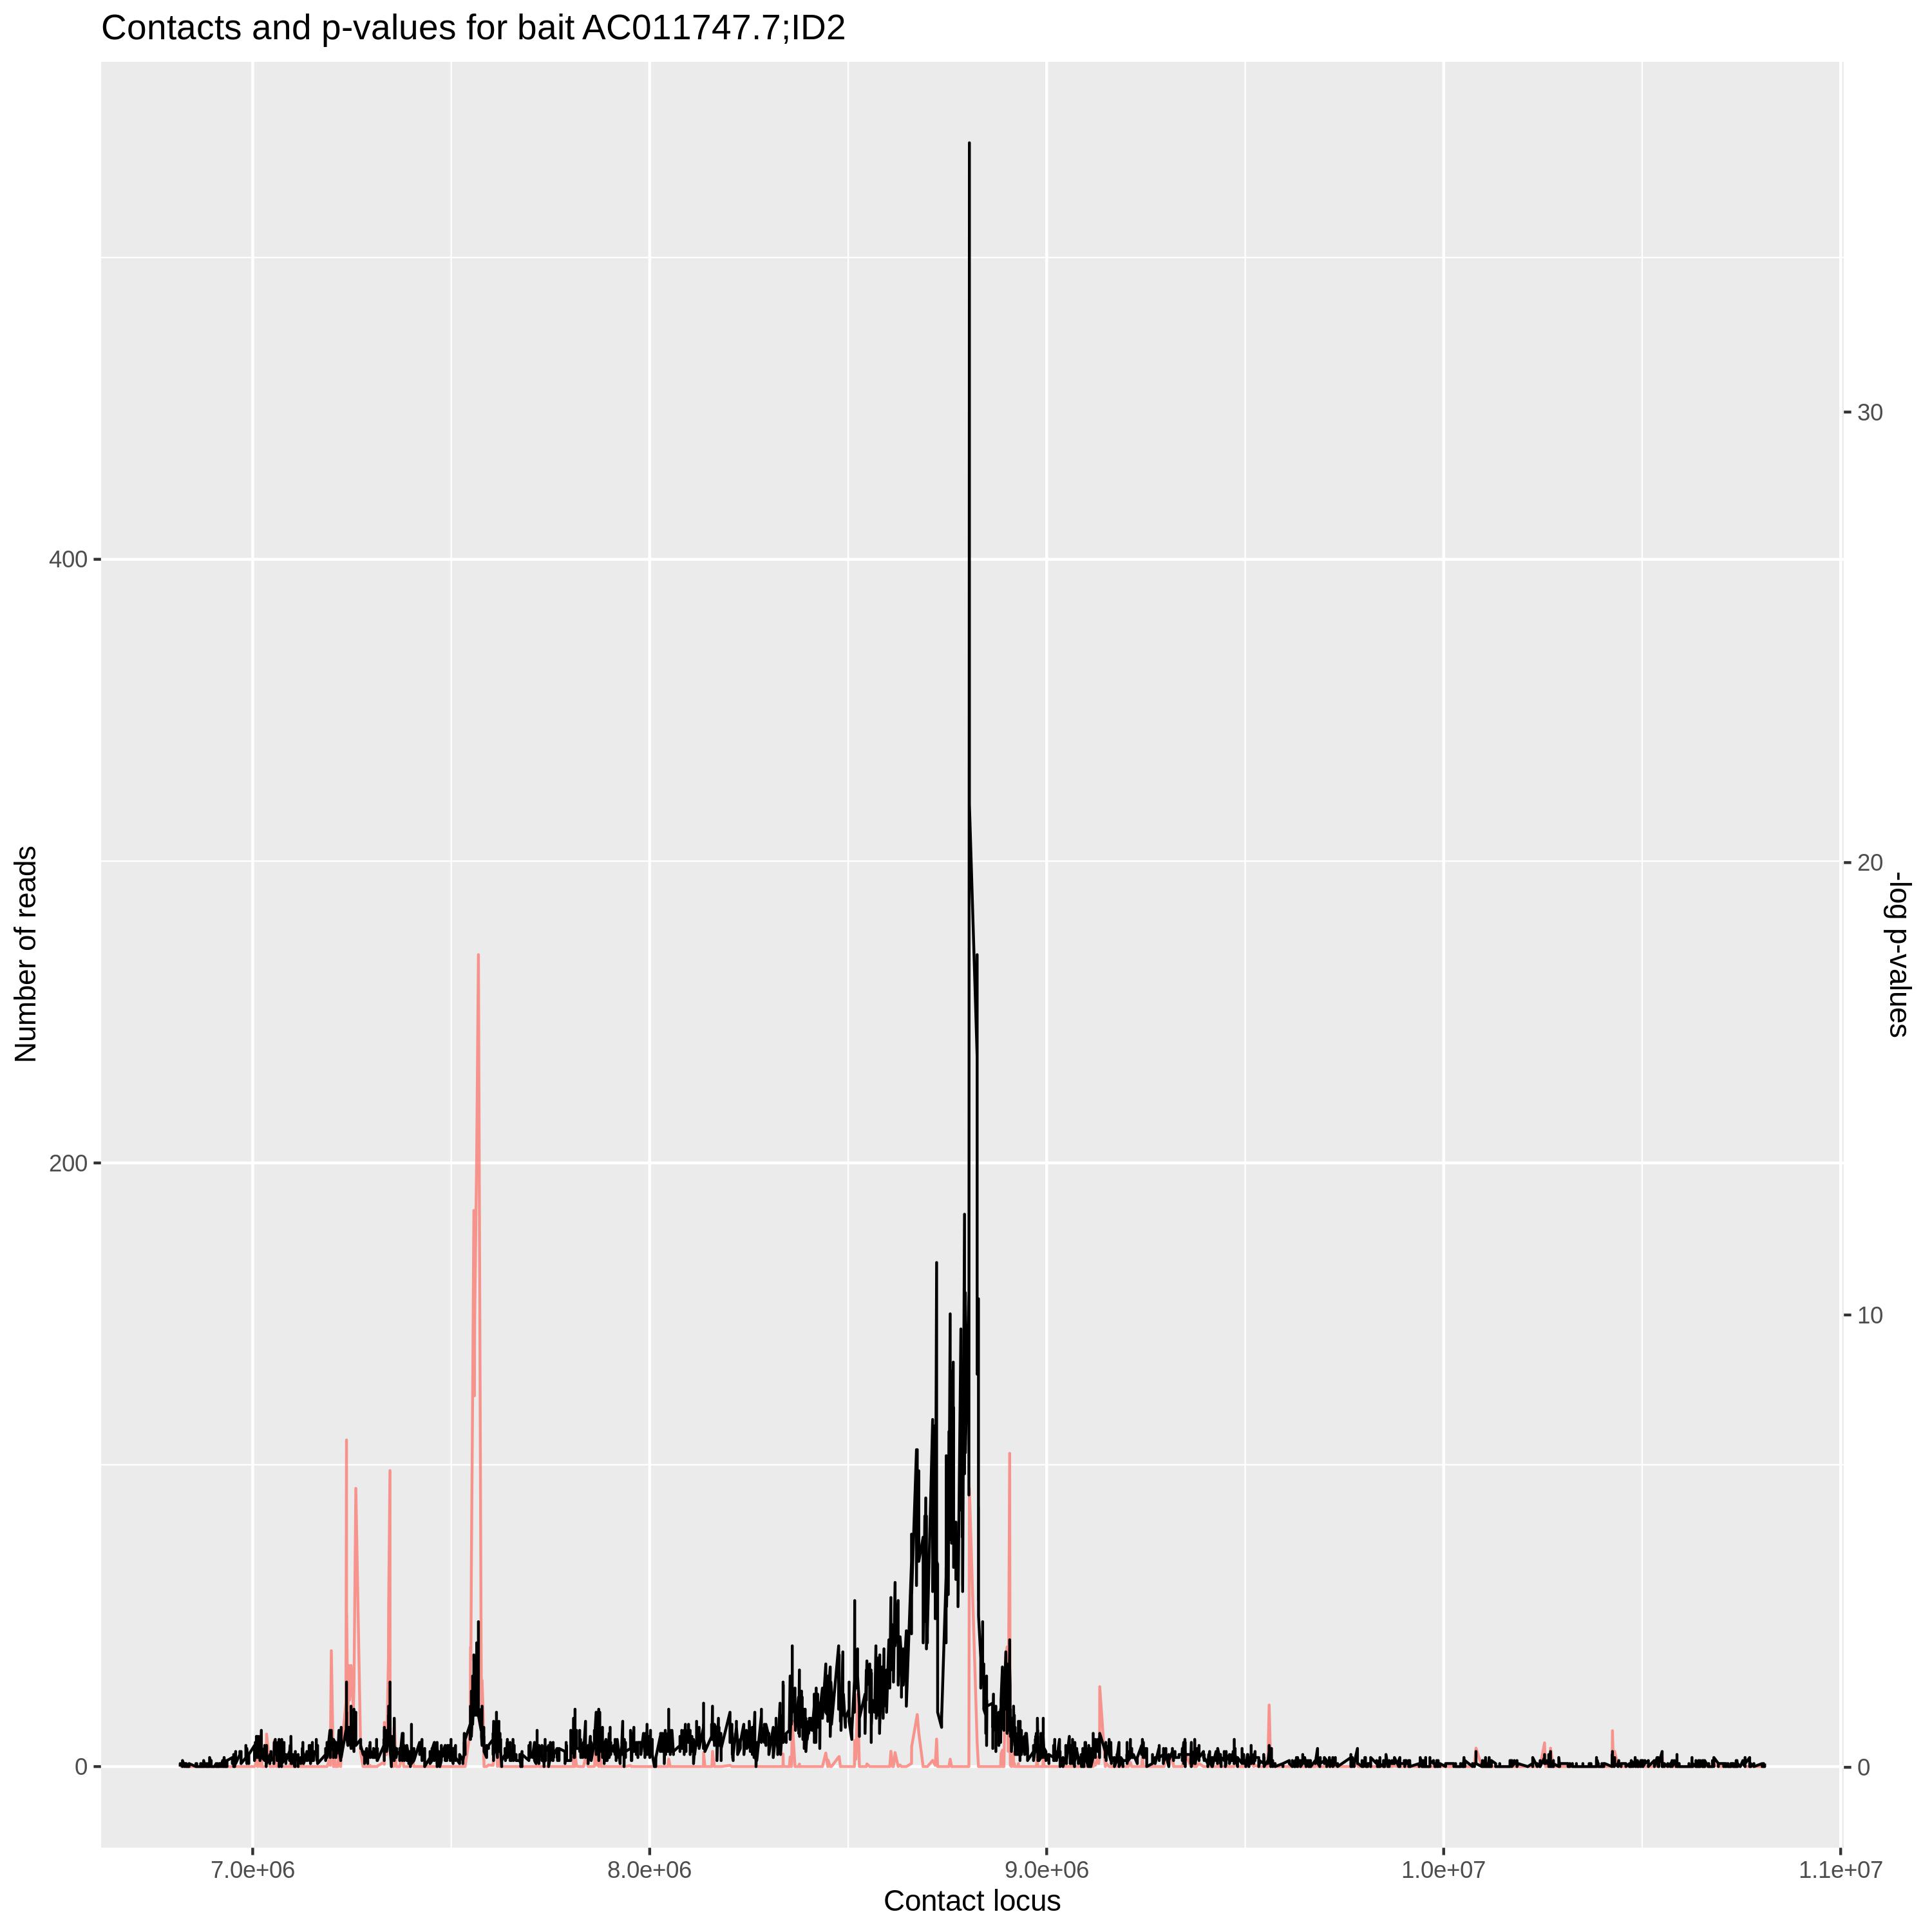 Contacts and p-values for bait AC011747.7;ID2
Number of reads
400
200
0
30
20
10
0
-log p-values
7.0e+06
8.0e+06
9.0e+06
1.0e+07
1.1e+07
Contact locus